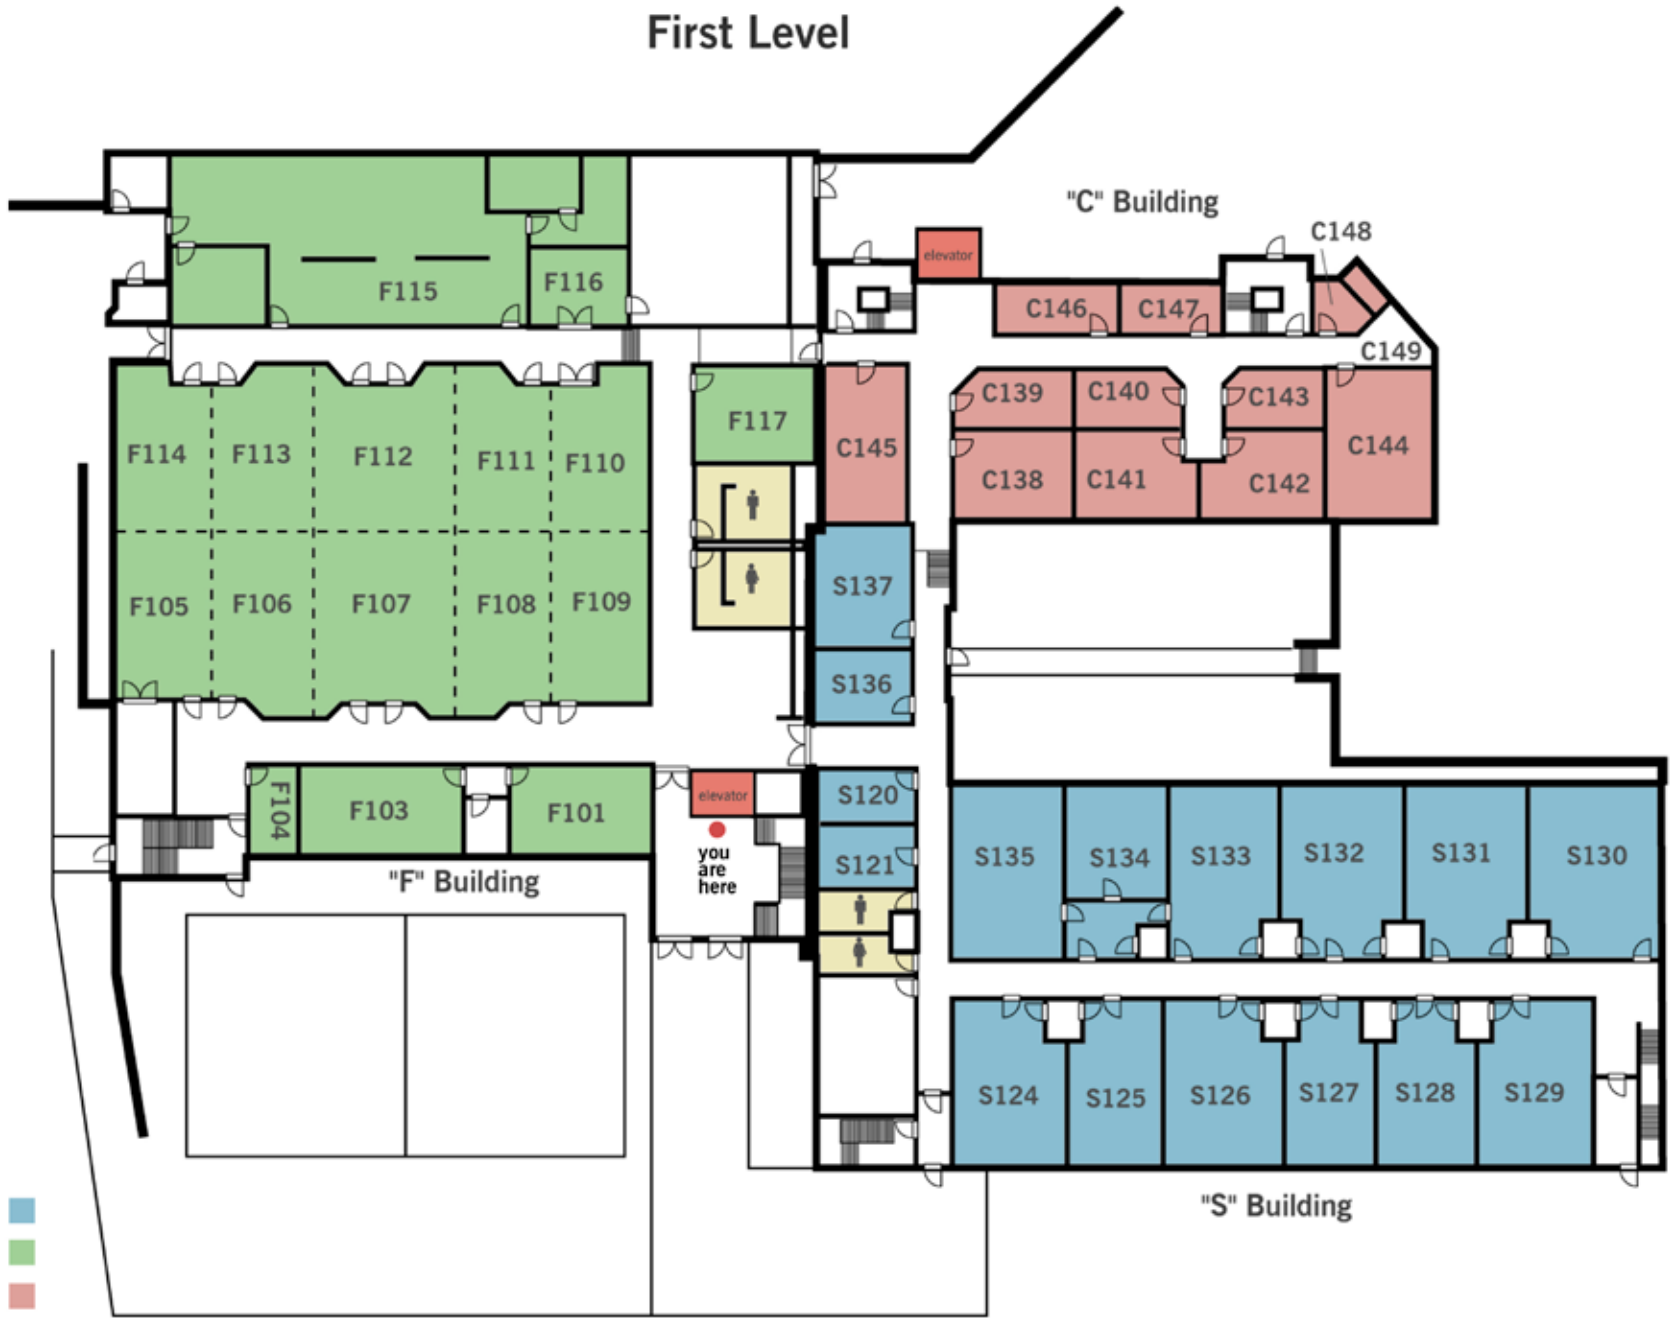 First Level
"C" Building
C148
elevator
F115
F116
C146
C147
C149
F114
F113
F112
F111
F110
F117
C145
C139
C140
C143
C144
C138
C141
C142
F105
F106
F107
F108
F109
S137
S136
F104
F103
F101
elevator
you
are
here
"F" Building
S120
S121
S135
S134
S133
S132
S131
S130
S124
S125
S126
S127
S128
S129
"S" Building